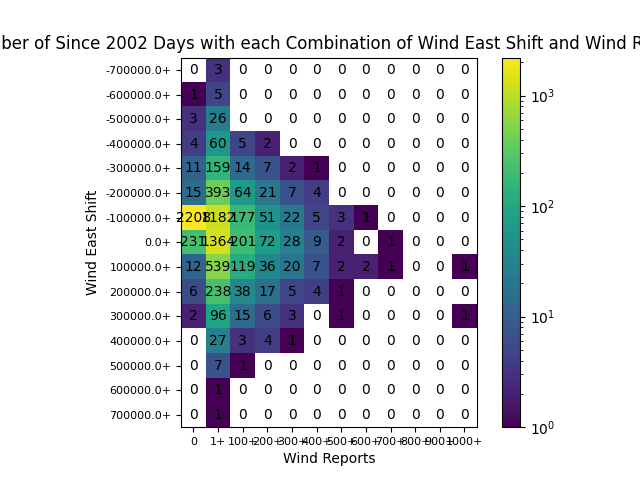 ber of Since 2002 Days with each Combination of Wind East Shift and Wind R
-700000.0+ 0 3 0 0 0 0 0 0 0 0 0 0
-600000.0+ 1 5 0 0 0 0 0 0 0 0 0 0
-500000.0+ 3 26 0 0 0 0 0 0 0 0 0 0
-400000.0+ 4 60 5 2 0 0 0 0 0 0 0 0
-300000.0+ 11 159 14 7 2 1 0 0 0 0 0 0
-200000.0+ 15 393 64 21 7 4 0 0 0 0 0 0
-100000.0+ 2208 1182 177 51 22 5 3 1 0 0 0 0
0.0+ 231 1364 201 72 28 9 2 0 1 0 0 0
100000.0+ 12 539 119 36 20 7 2 2 1 0 0 1
200000.0+ 6 238 38 17 5 4 1 0 0 0 0 0
300000.0+ 2 96 15 6 3 0 1 0 0 0 0 1
400000.0+ 0 27 3 4 1 0 0 0 0 0 0 0
500000.0+ 0 7 1 0 0 0 0 0 0 0 0 0
600000.0+ 0 1 0 0 0 0 0 0 0 0 0 0
700000.0+ 0 1 0 0 0 0 0 0 0 0 0 0
0 1+ 100+ 200+ 300+ 400+ 500+ 600+ 700+ 800+ 900+ 1000+
Wind Reports
Wind East Shift
10³
10²
10¹
10⁰